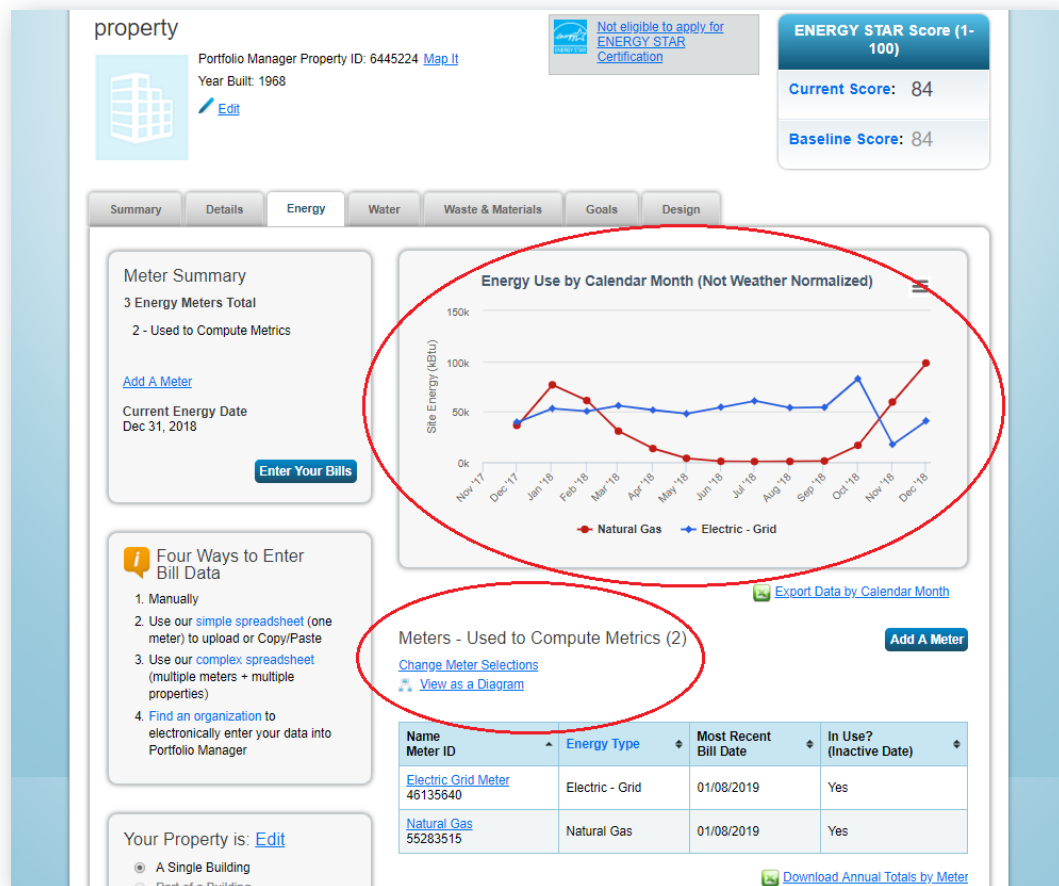 property
Portfolio Manager Property ID: 6445224 Map It
Year Built: 1968
Edit
ENERGY STAR
Not eligible to apply for
ENERGY STAR
Certification
ENERGY STAR Score (1-
100)
Current Score: 84
Baseline Score: 84
Summary
Details
Energy
Water
Waste & Materials
Goals
Design
Meter Summary
3 Energy Meters Total
2 - Used to Compute Metrics
Add A Meter
Current Energy Date
Dec 31, 2018
Enter Your Bills
Energy Use by Calendar Month (Not Weather Normalized)
Site Energy (kBtu)
150k
100k
50k
0k
Nov '17
Dec '17
Jan '18
Feb '18
Mar '18
Apr '18
May '18
Jun '18
Jul '18
Aug '18
Sep '18
Oct '18
Nov '18
Dec '18
Natural Gas
Electric - Grid
Four Ways to Enter
Bill Data
1. Manually
2. Use our simple spreadsheet (one
meter) to upload or Copy/Paste
3. Use our complex spreadsheet
(multiple meters + multiple
properties)
4. Find an organization to
electronically enter your data into
Portfolio Manager
Export Data by Calendar Month
Meters - Used to Compute Metrics (2)
Add A Meter
Change Meter Selections
View as a Diagram
Name
Meter ID
Energy Type
Most Recent
Bill Date
In Use?
(Inactive Date)
Electric Grid Meter
46135640
Electric - Grid
01/08/2019
Yes
Natural Gas
55283515
Natural Gas
01/08/2019
Yes
Your Property is: Edit
A Single Building
Part of a Building
Download Annual Totals by Meter